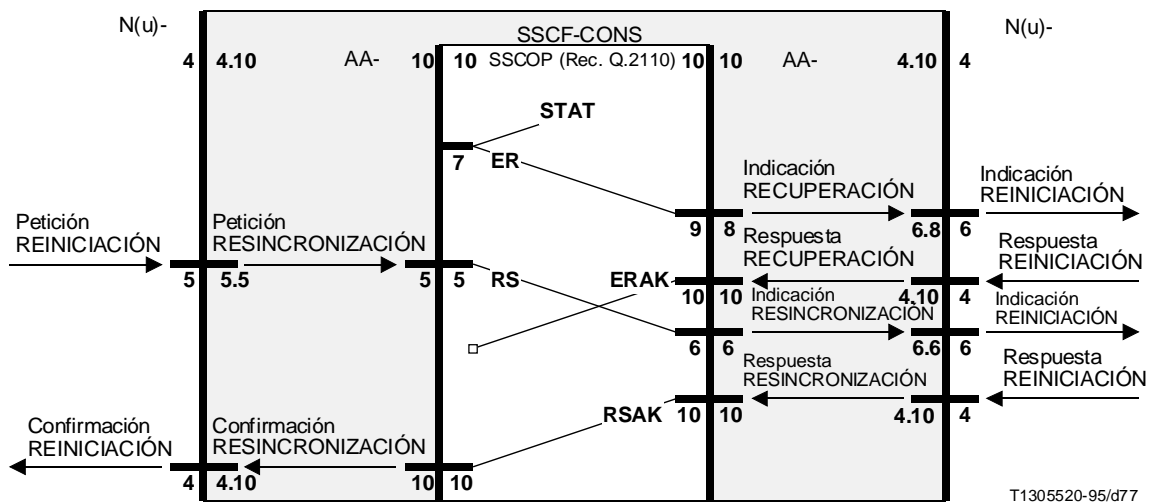 N(u)-
N(u)-
SSCF-CONS
4 4.10 AA- 10 10 SSCOP (Rec. Q.2110) 10 10 AA- 4.10 4
STAT
7
ER
Indicación
RECUPERACIÓN
Indicación
REINICIACIÓN
9 8 6.8 6
Petición
REINICIACIÓN
Petición
RESINCRONIZACIÓN
5 5.5 5 5
RS
ERAK
Respuesta
RECUPERACIÓN
Respuesta
REINICIACIÓN
10 10 4.10 4
Indicación
RESINCRONIZACIÓN
Indicación
REINICIACIÓN
6 6 6.6 6
Respuesta
RESINCRONIZACIÓN
Respuesta
REINICIACIÓN
RSAK
10 10 4.10 4
Confirmación
REINICIACIÓN
Confirmación
RESINCRONIZACIÓN
4 4.10 10 10
T1305520-95/d77